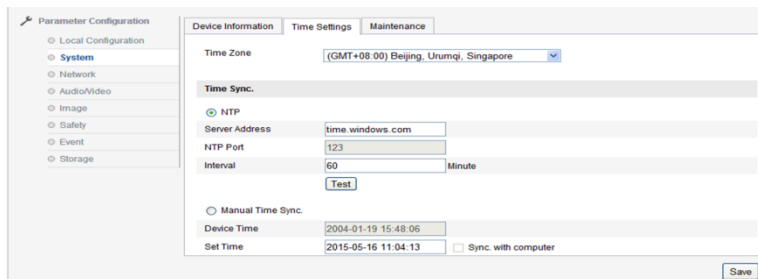 Parameter Configuration
Local Configuration
System
Network
Audio/Video
Image
Safety
Event
Storage
Device Information Time Settings Maintenance
Time Zone (GMT+08:00) Beijing, Urumqi, Singapore
Time Sync.
NTP
Server Address time.windows.com
NTP Port 123
Interval 60 Minute
Test
Manual Time Sync.
Device Time 2004-01-19 15:48:06
Set Time 2015-05-16 11:04:13 Sync. with computer
Save